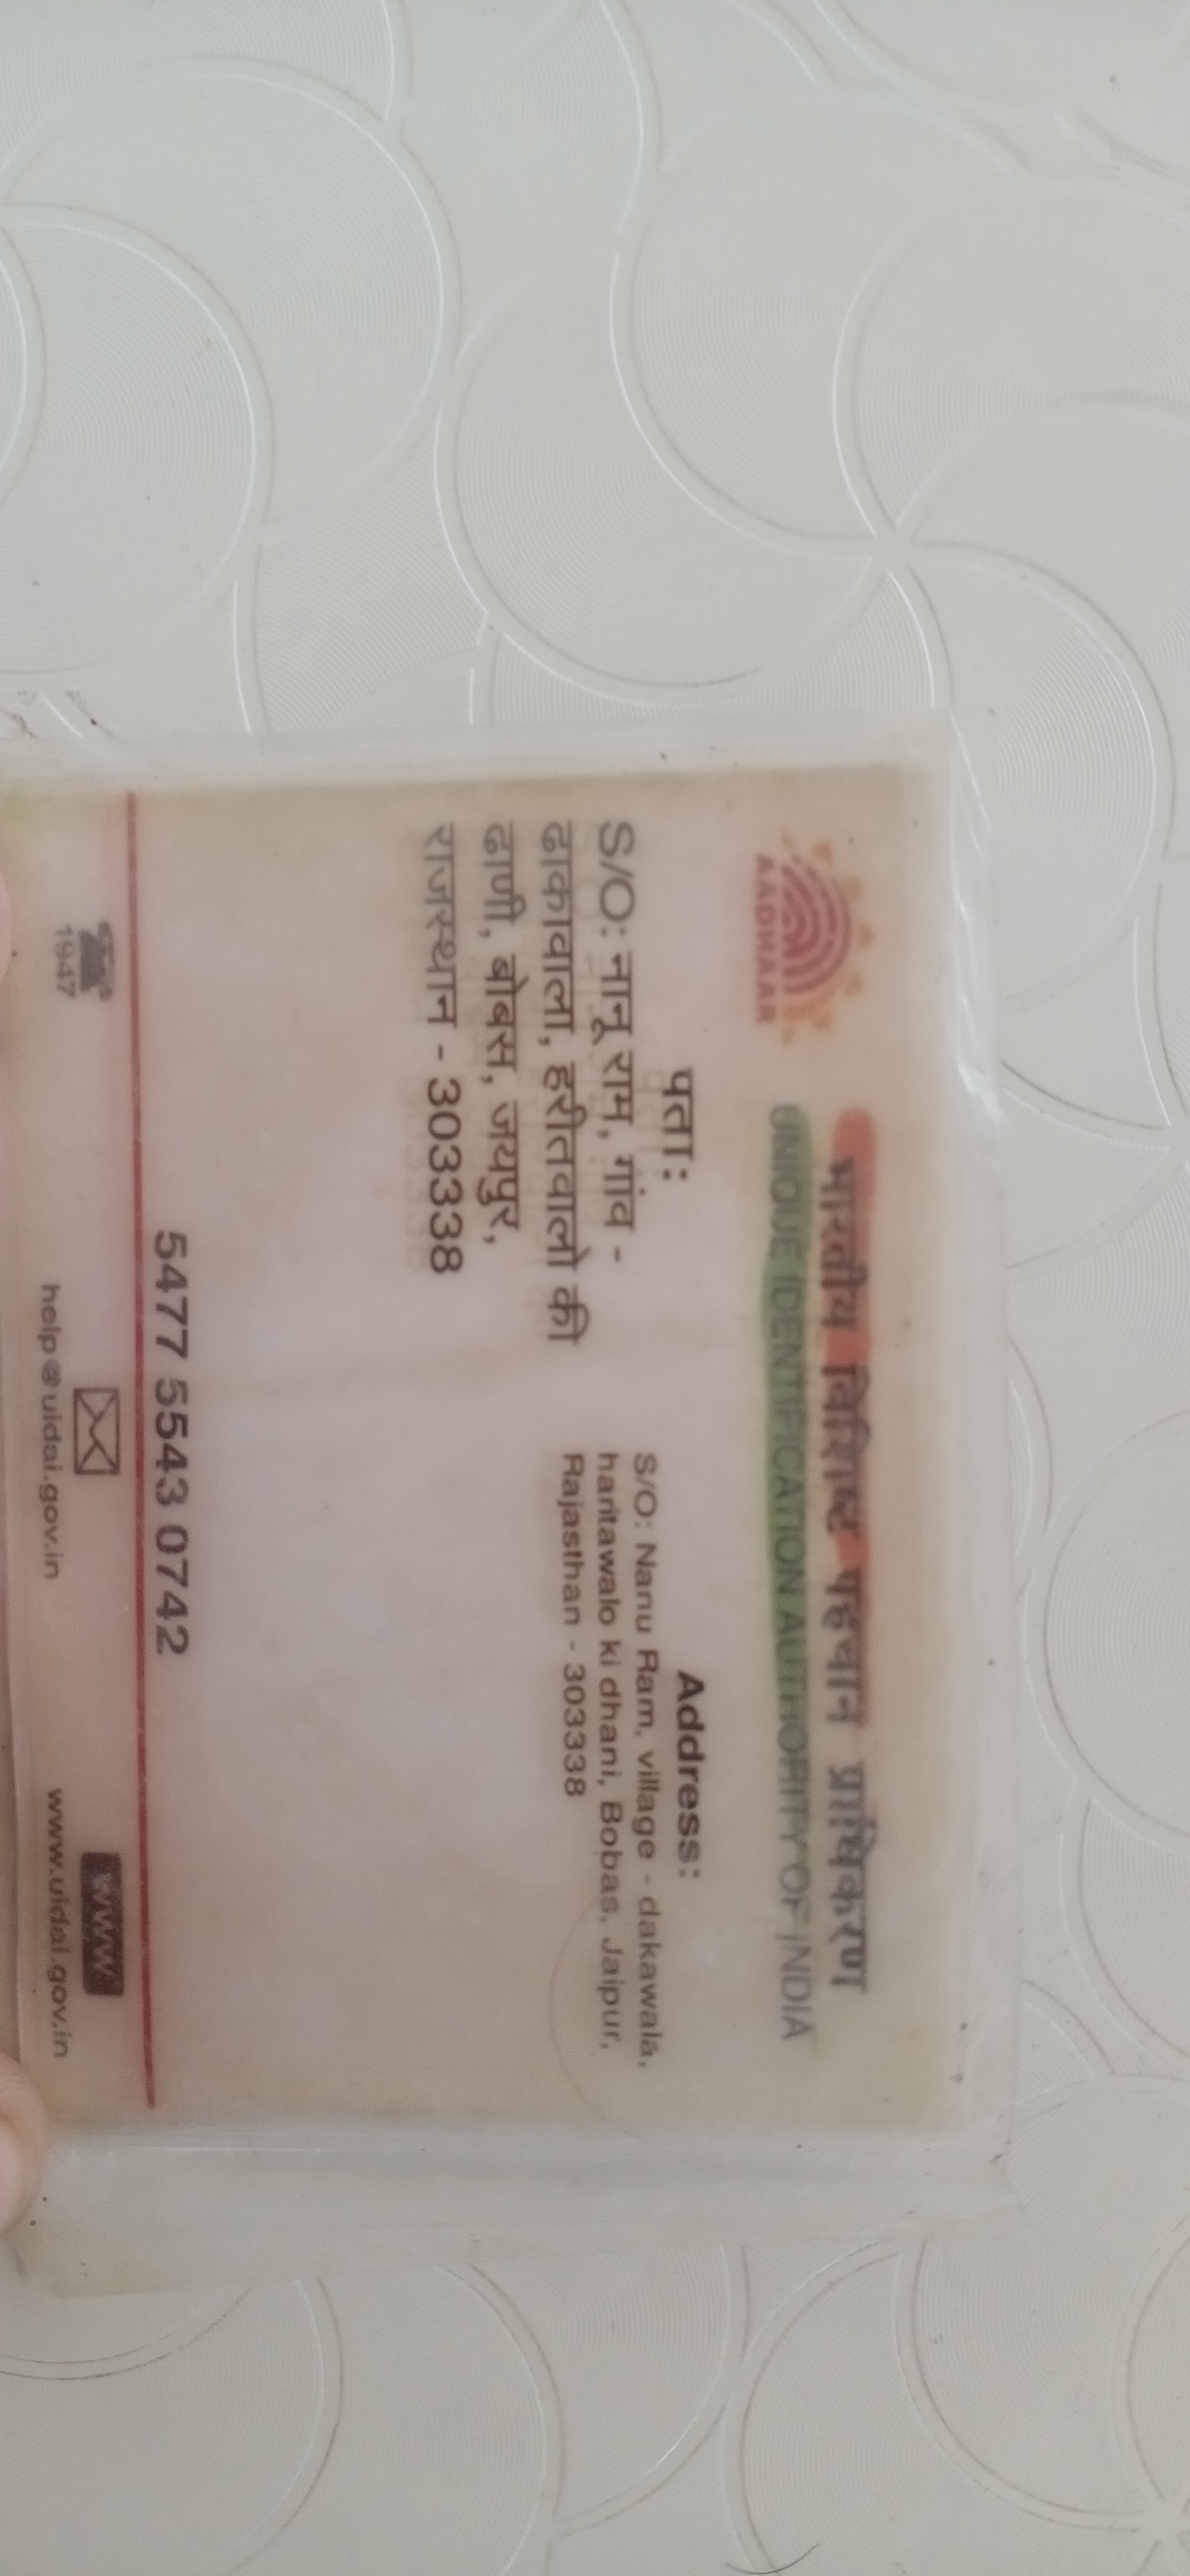 भारतीय विशिष्ट पहचान प्राधिकरण
UNIQUE IDENTIFICATION AUTHORITY OF INDIA
AADHAAR
पता:
S/O: नानू राम, गांव -
ढाकावाला, हरीतवालो की
ढाणी, बोबस, जयपुर,
राजस्थान - 303338
Address:
S/O: Nanu Ram, village - dakawala,
haritawalo ki dhani, Bobas, Jaipur,
Rajasthan - 303338
5477 5543 0742
1947
help@uidai.gov.in
www
www.uidai.gov.in